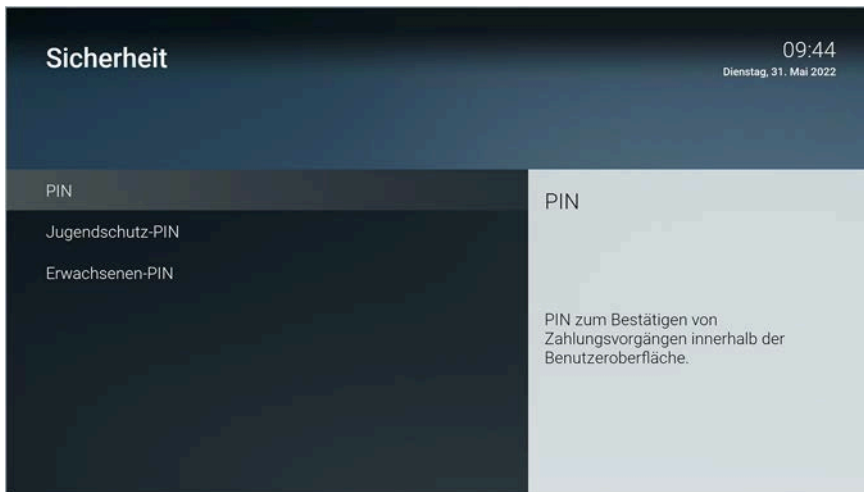 Sicherheit
09:44
Dienstag, 31. Mai 2022
PIN
Jugendschutz-PIN
Erwachsenen-PIN
PIN
PIN zum Bestätigen von
Zahlungsvorgängen innerhalb der
Benutzeroberfläche.